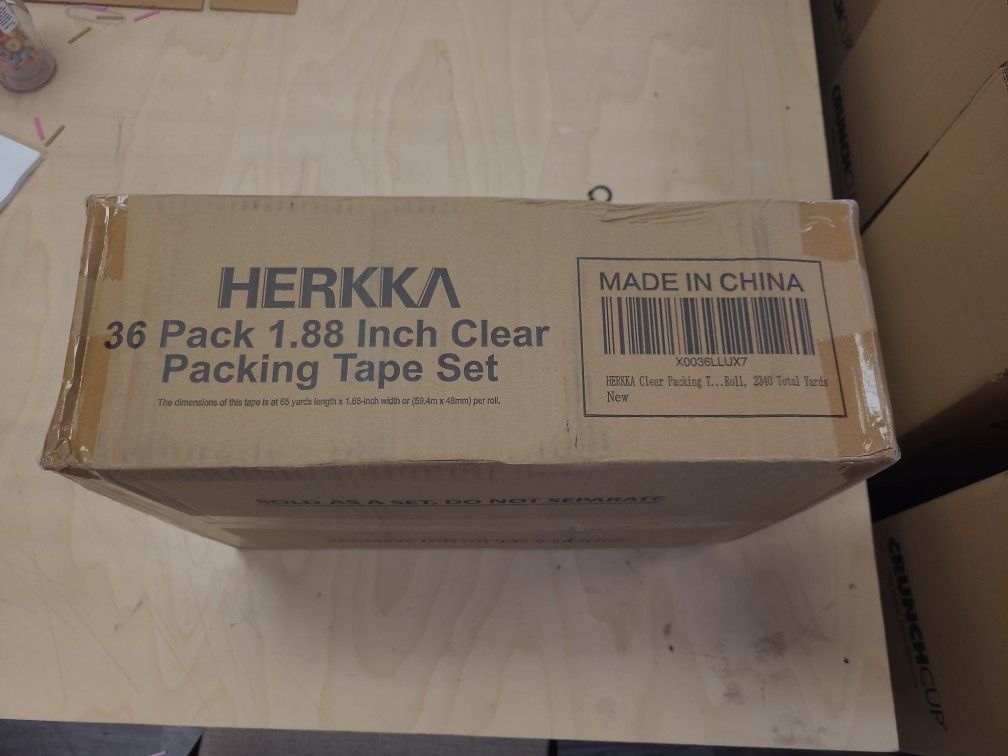 HERKKA
36 Pack 1.88 Inch Clear
Packing Tape Set
The dimensions of this tape is at 65 yards length x 1.88-inch width or (59.4m x 48mm) per roll.
MADE IN CHINA
X0036LLUX7
HERKKA Clear Packing T...Roll, 2340 Total Yards
New
SOLD AS A SET, DO NOT SEPARATE
CRUNCHCUP